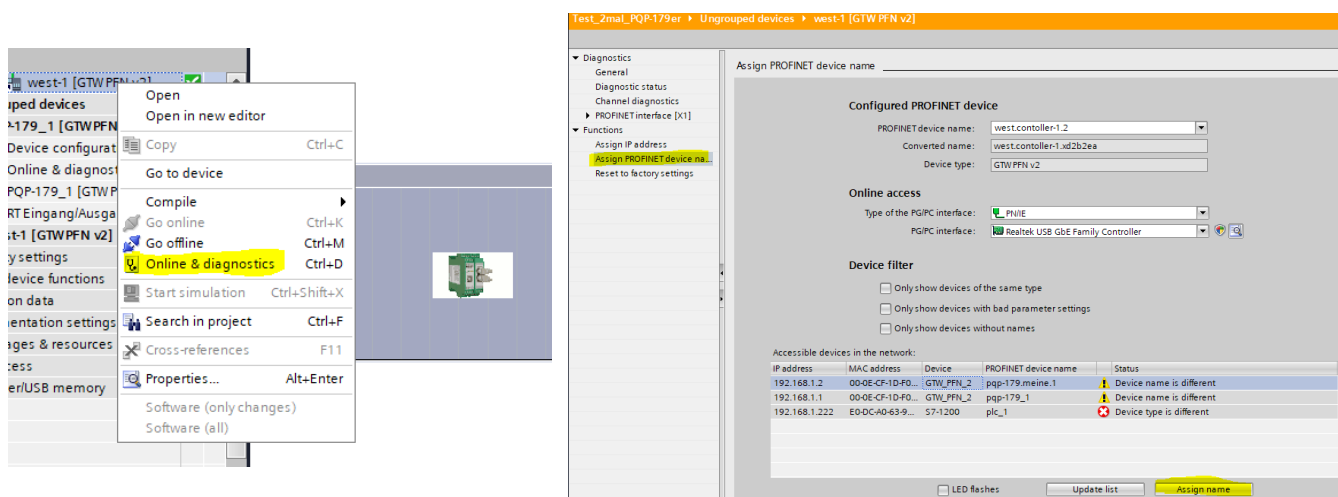 west-1 [GTW PFN v2]
uped devices
P-179_1 [GTWPFN
Device configurat
Online & diagnost
PQP-179_1 [GTW P
RT Eingang/Ausga
st-1 [GTWPFN v2]
ty settings
device functions
on data
mentation settings
ages & resources
cess
er/USB memory
Open
Open in new editor
Copy Ctrl+C
Go to device
Compile
Go online Ctrl+K
Go offline Ctrl+M
Online & diagnostics Ctrl+D
Start simulation Ctrl+Shift+X
Search in project Ctrl+F
Cross-references F11
Properties... Alt+Enter
Software (only changes)
Software (all)
Test_2mal_PQP-179er Ungrouped devices west-1 [GTW PFN v2]
Diagnostics
General
Diagnostic status
Channel diagnostics
PROFINET interface [X1]
Functions
Assign IP address
Assign PROFINET device na...
Reset to factory settings
Assign PROFINET device name
Configured PROFINET device
PROFINET device name: west.contoller-1.2
Converted name: west.contoller-1.xd2b2ea
Device type: GTW PFN v2
Online access
Type of the PG/PC interface: PN/IE
PG/PC interface: Realtek USB GbE Family Controller
Device filter
Only show devices of the same type
Only show devices with bad parameter settings
Only show devices without names
Accessible devices in the network:
IP address MAC address Device PROFINET device name Status
192.168.1.2 00-0E-CF-1D-F0... GTW_PFN_2 pqp-179.meine.1 Device name is different
192.168.1.1 00-0E-CF-1D-F0... GTW_PFN_2 pqp-179_1 Device name is different
192.168.1.222 E0-DC-A0-63-9... S7-1200 plc_1 Device type is different
LED flashes Update list Assign name